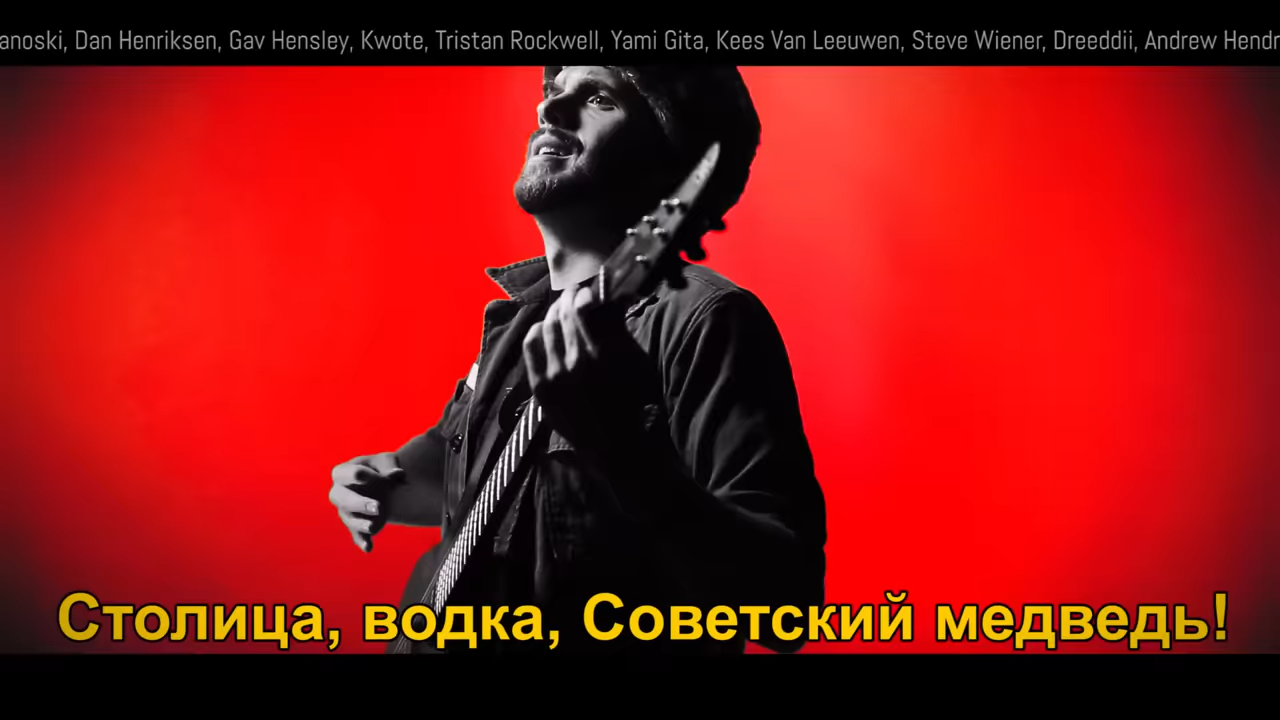 anoski, Dan Henriksen, Gav Hensley, Kwote, Tristan Rockwell, Yami Gita, Kees Van Leeuwen, Steve Wiener, Dreeddii, Andrew Hendr
Столица, водка, Советский медведь!